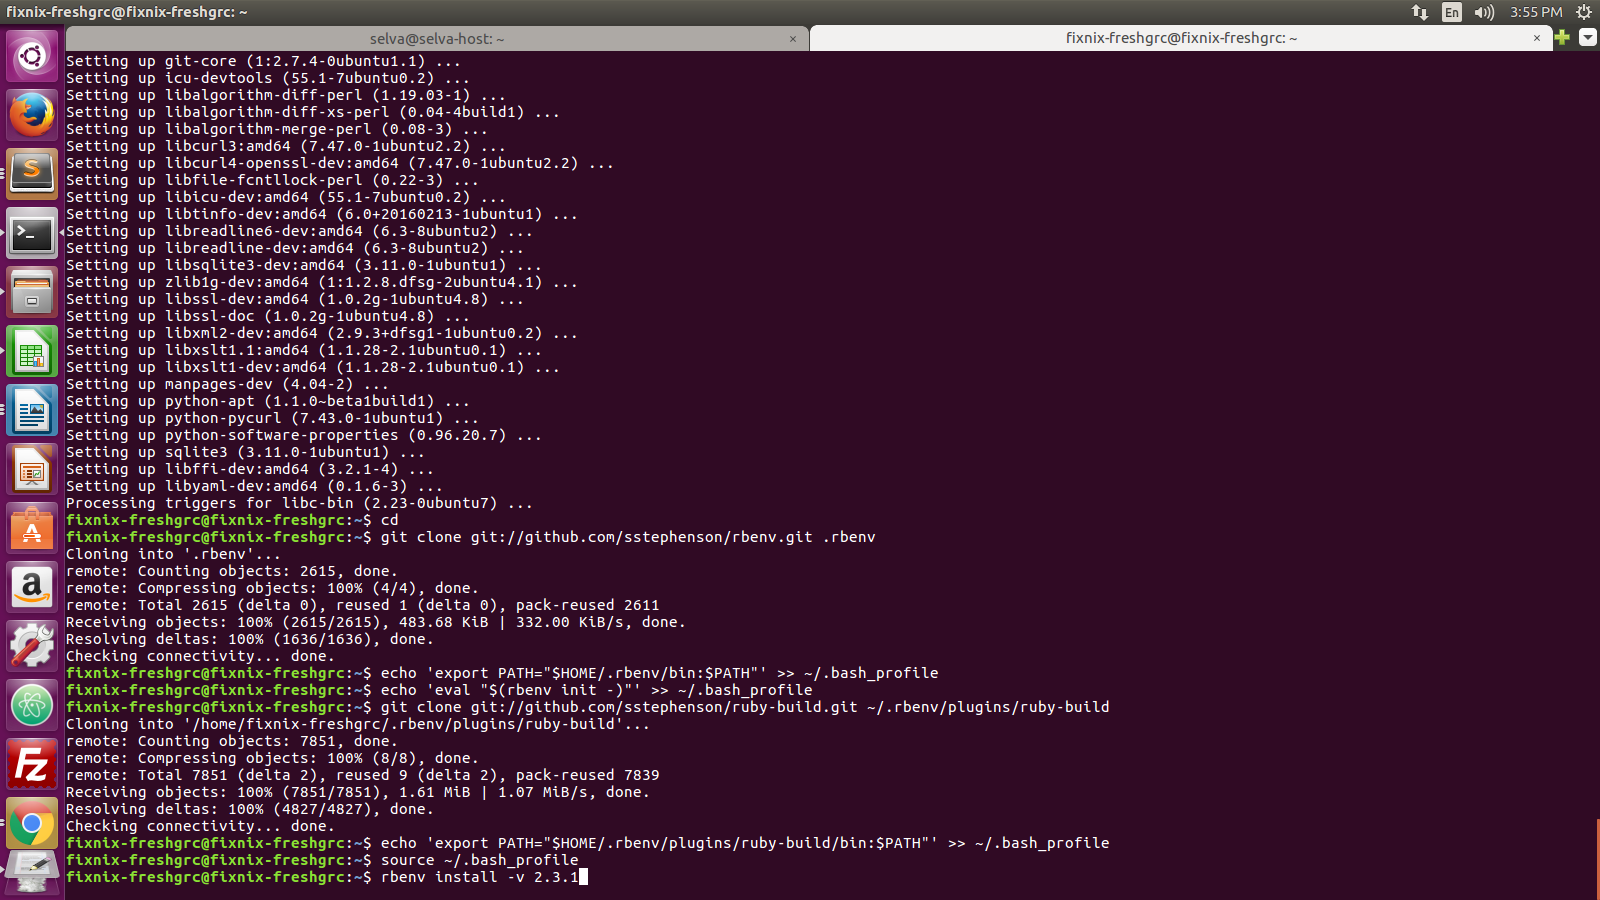 fixnix-freshgrc@fixnix-freshgrc: ~
En
3:55 PM
selva@selva-host: ~
×
fixnix-freshgrc@fixnix-freshgrc: ~
×
Setting up git-core (1:2.7.4-0ubuntu1.1) ...
Setting up icu-devtools (55.1-7ubuntu0.2) ...
Setting up libalgorithm-diff-perl (1.19.03-1) ...
Setting up libalgorithm-diff-xs-perl (0.04-4build1) ...
Setting up libalgorithm-merge-perl (0.08-3) ...
Setting up libcurl3:amd64 (7.47.0-1ubuntu2.2) ...
Setting up libcurl4-openssl-dev:amd64 (7.47.0-1ubuntu2.2) ...
Setting up libfile-fcntllock-perl (0.22-3) ...
Setting up libicu-dev:amd64 (55.1-7ubuntu0.2) ...
Setting up libtinfo-dev:amd64 (6.0+20160213-1ubuntu1) ...
Setting up libreadline6-dev:amd64 (6.3-8ubuntu2) ...
Setting up libreadline-dev:amd64 (6.3-8ubuntu2) ...
Setting up libsqlite3-dev:amd64 (3.11.0-1ubuntu1) ...
Setting up zlib1g-dev:amd64 (1:1.2.8.dfsg-2ubuntu4.1) ...
Setting up libssl-dev:amd64 (1.0.2g-1ubuntu4.8) ...
Setting up libssl-doc (1.0.2g-1ubuntu4.8) ...
Setting up libxml2-dev:amd64 (2.9.3+dfsg1-1ubuntu0.2) ...
Setting up libxslt1.1:amd64 (1.1.28-2.1ubuntu0.1) ...
Setting up libxslt1-dev:amd64 (1.1.28-2.1ubuntu0.1) ...
Setting up manpages-dev (4.04-2) ...
Setting up python-apt (1.1.0~beta1build1) ...
Setting up python-pycurl (7.43.0-1ubuntu1) ...
Setting up python-software-properties (0.96.20.7) ...
Setting up sqlite3 (3.11.0-1ubuntu1) ...
Setting up libffi-dev:amd64 (3.2.1-4) ...
Setting up libyaml-dev:amd64 (0.1.6-3) ...
Processing triggers for libc-bin (2.23-0ubuntu7) ...
fixnix-freshgrc@fixnix-freshgrc:~$ cd
fixnix-freshgrc@fixnix-freshgrc:~$ git clone git://github.com/sstephenson/rbenv.git .rbenv
Cloning into '.rbenv'...
remote: Counting objects: 2615, done.
remote: Compressing objects: 100% (4/4), done.
remote: Total 2615 (delta 0), reused 1 (delta 0), pack-reused 2611
Receiving objects: 100% (2615/2615), 483.68 KiB | 332.00 KiB/s, done.
Resolving deltas: 100% (1636/1636), done.
Checking connectivity... done.
fixnix-freshgrc@fixnix-freshgrc:~$ echo 'export PATH="$HOME/.rbenv/bin:$PATH"' >> ~/.bash_profile
fixnix-freshgrc@fixnix-freshgrc:~$ echo 'eval "$(rbenv init -)"' >> ~/.bash_profile
fixnix-freshgrc@fixnix-freshgrc:~$ git clone git://github.com/sstephenson/ruby-build.git ~/.rbenv/plugins/ruby-build
Cloning into '/home/fixnix-freshgrc/.rbenv/plugins/ruby-build'...
remote: Counting objects: 7851, done.
remote: Compressing objects: 100% (8/8), done.
remote: Total 7851 (delta 2), reused 9 (delta 2), pack-reused 7839
Receiving objects: 100% (7851/7851), 1.61 MiB | 1.07 MiB/s, done.
Resolving deltas: 100% (4827/4827), done.
Checking connectivity... done.
fixnix-freshgrc@fixnix-freshgrc:~$ echo 'export PATH="$HOME/.rbenv/plugins/ruby-build/bin:$PATH"' >> ~/.bash_profile
fixnix-freshgrc@fixnix-freshgrc:~$ source ~/.bash_profile
fixnix-freshgrc@fixnix-freshgrc:~$ rbenv install -v 2.3.1